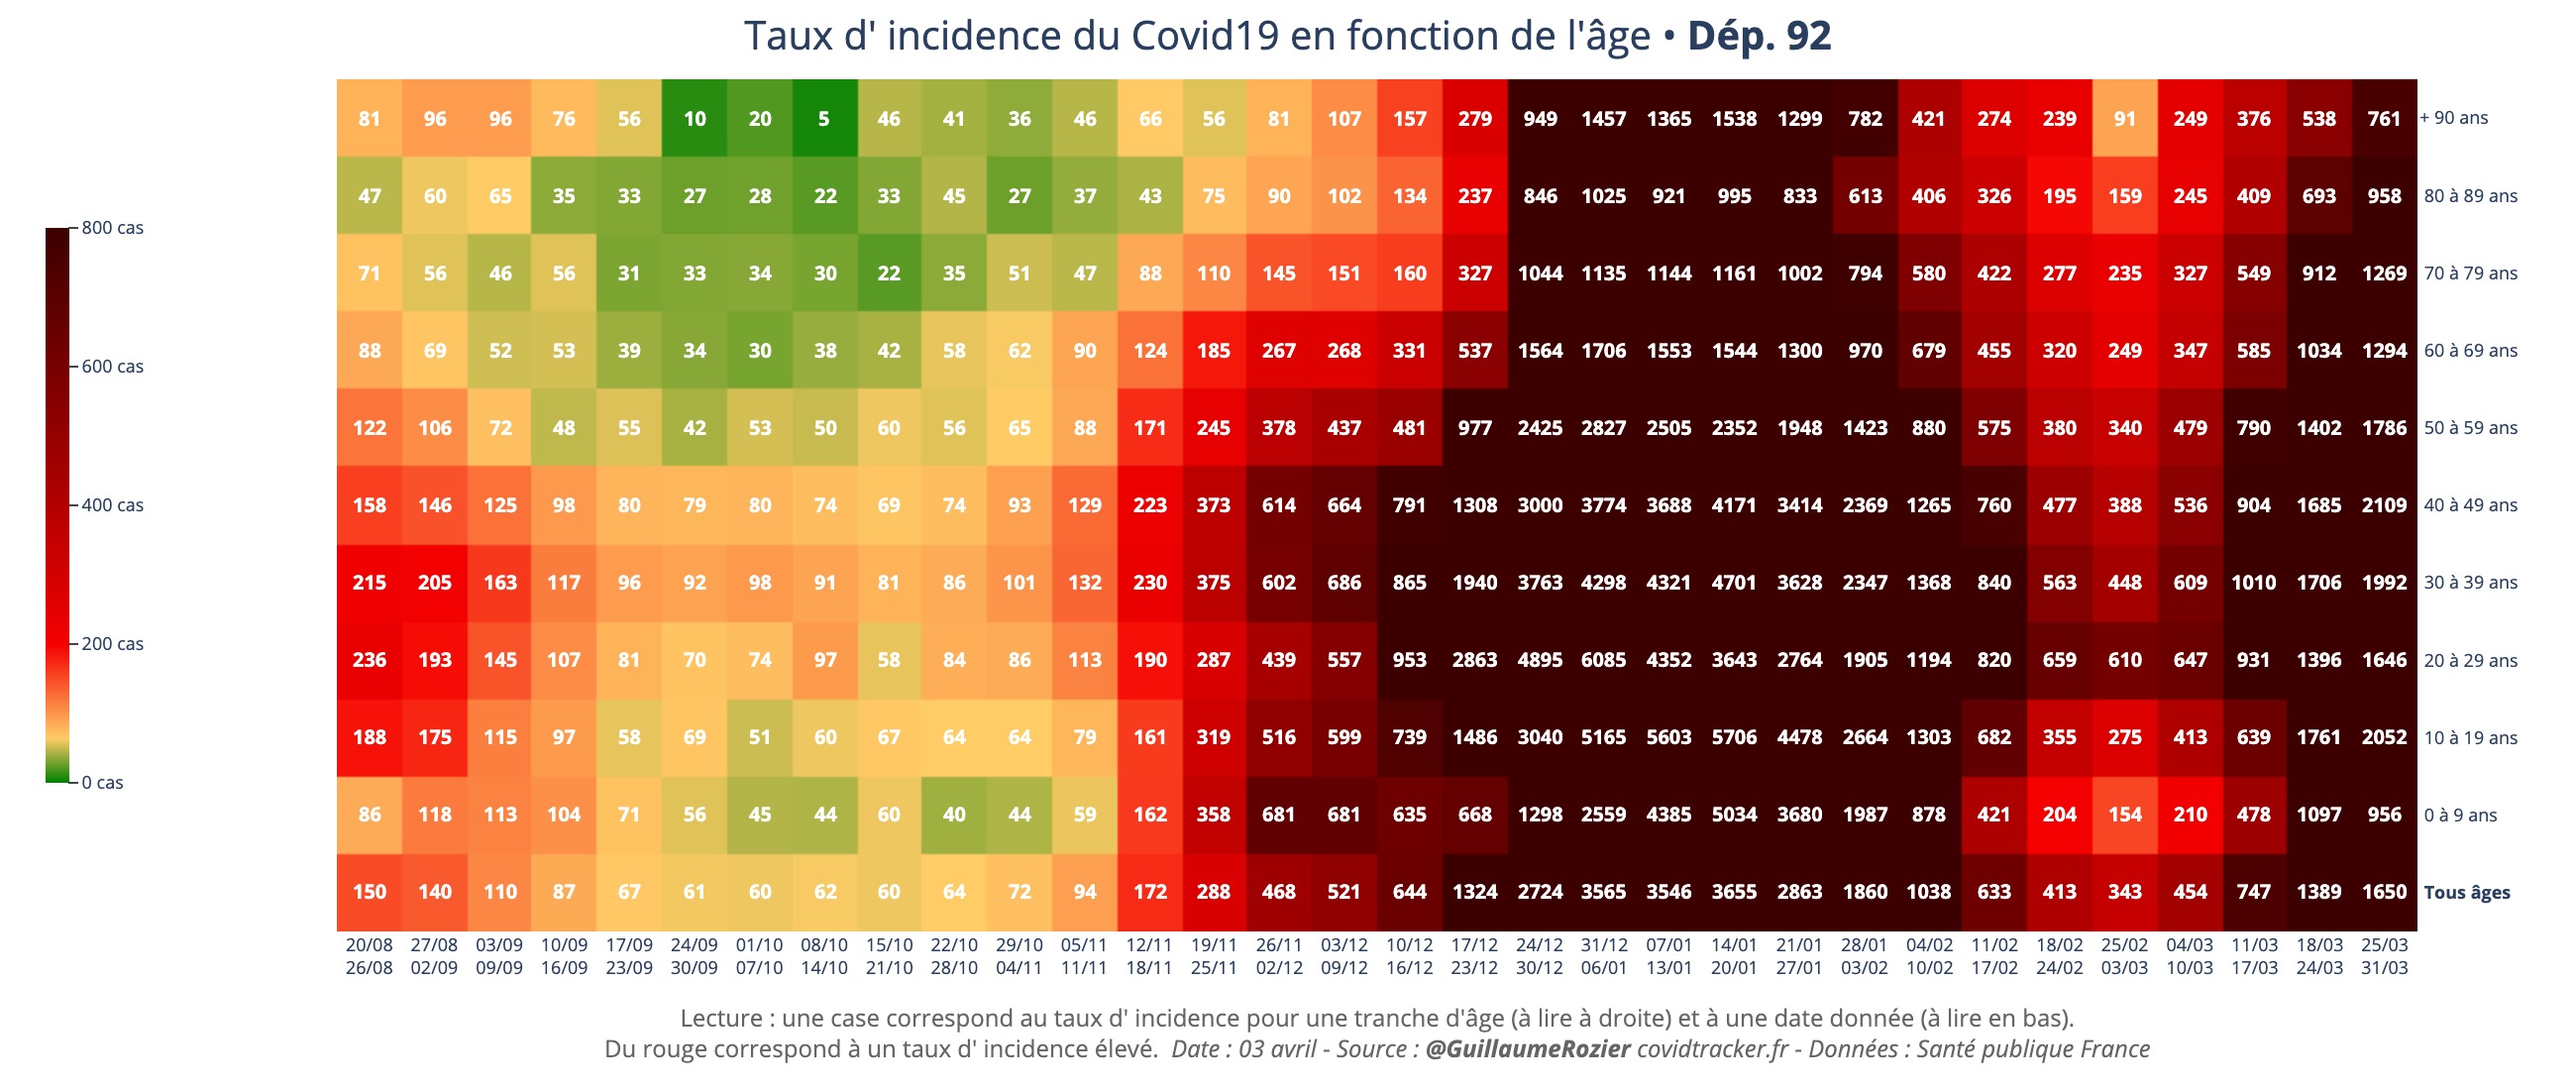 Taux d' incidence du Covid19 en fonction de l'âge • Dép. 92
800 cas
600 cas
400 cas
200 cas
0 cas
81 96 96 76 56 10 20 5 46 41 36 46 66 56 81 107 157 279 949 1457 1365 1538 1299 782 421 274 239 91 249 376 538 761 + 90 ans
47 60 65 35 33 27 28 22 33 45 27 37 43 75 90 102 134 237 846 1025 921 995 833 613 406 326 195 159 245 409 693 958 80 à 89 ans
71 56 46 56 31 33 34 30 22 35 51 47 88 110 145 151 160 327 1044 1135 1144 1161 1002 794 580 422 277 235 327 549 912 1269 70 à 79 ans
88 69 52 53 39 34 30 38 42 58 62 90 124 185 267 268 331 537 1564 1706 1553 1544 1300 970 679 455 320 249 347 585 1034 1294 60 à 69 ans
122 106 72 48 55 42 53 50 60 56 65 88 171 245 378 437 481 977 2425 2827 2505 2352 1948 1423 880 575 380 340 479 790 1402 1786 50 à 59 ans
158 146 125 98 80 79 80 74 69 74 93 129 223 373 614 664 791 1308 3000 3774 3688 4171 3414 2369 1265 760 477 388 536 904 1685 2109 40 à 49 ans
215 205 163 117 96 92 98 91 81 86 101 132 230 375 602 686 865 1940 3763 4298 4321 4701 3628 2347 1368 840 563 448 609 1010 1706 1992 30 à 39 ans
236 193 145 107 81 70 74 97 58 84 86 113 190 287 439 557 953 2863 4895 6085 4352 3643 2764 1905 1194 820 659 610 647 931 1396 1646 20 à 29 ans
188 175 115 97 58 69 51 60 67 64 64 79 161 319 516 599 739 1486 3040 5165 5603 5706 4478 2664 1303 682 355 275 413 639 1761 2052 10 à 19 ans
86 118 113 104 71 56 45 44 60 40 44 59 162 358 681 681 635 668 1298 2559 4385 5034 3680 1987 878 421 204 154 210 478 1097 956 0 à 9 ans
150 140 110 87 67 61 60 62 60 64 72 94 172 288 468 521 644 1324 2724 3565 3546 3655 2863 1860 1038 633 413 343 454 747 1389 1650 Tous âges
20/08 27/08 03/09 10/09 17/09 24/09 01/10 08/10 15/10 22/10 29/10 05/11 12/11 19/11 26/11 03/12 10/12 17/12 24/12 31/12 07/01 14/01 21/01 28/01 04/02 11/02 18/02 25/02 04/03 11/03 18/03 25/03
26/08 02/09 09/09 16/09 23/09 30/09 07/10 14/10 21/10 28/10 04/11 11/11 18/11 25/11 02/12 09/12 16/12 23/12 30/12 06/01 13/01 20/01 27/01 03/02 10/02 17/02 24/02 03/03 10/03 17/03 24/03 31/03
Lecture : une case correspond au taux d' incidence pour une tranche d'âge (à lire à droite) et à une date donnée (à lire en bas).
Du rouge correspond à un taux d' incidence élevé. Date : 03 avril - Source : @GuillaumeRozier covidtracker.fr - Données : Santé publique France